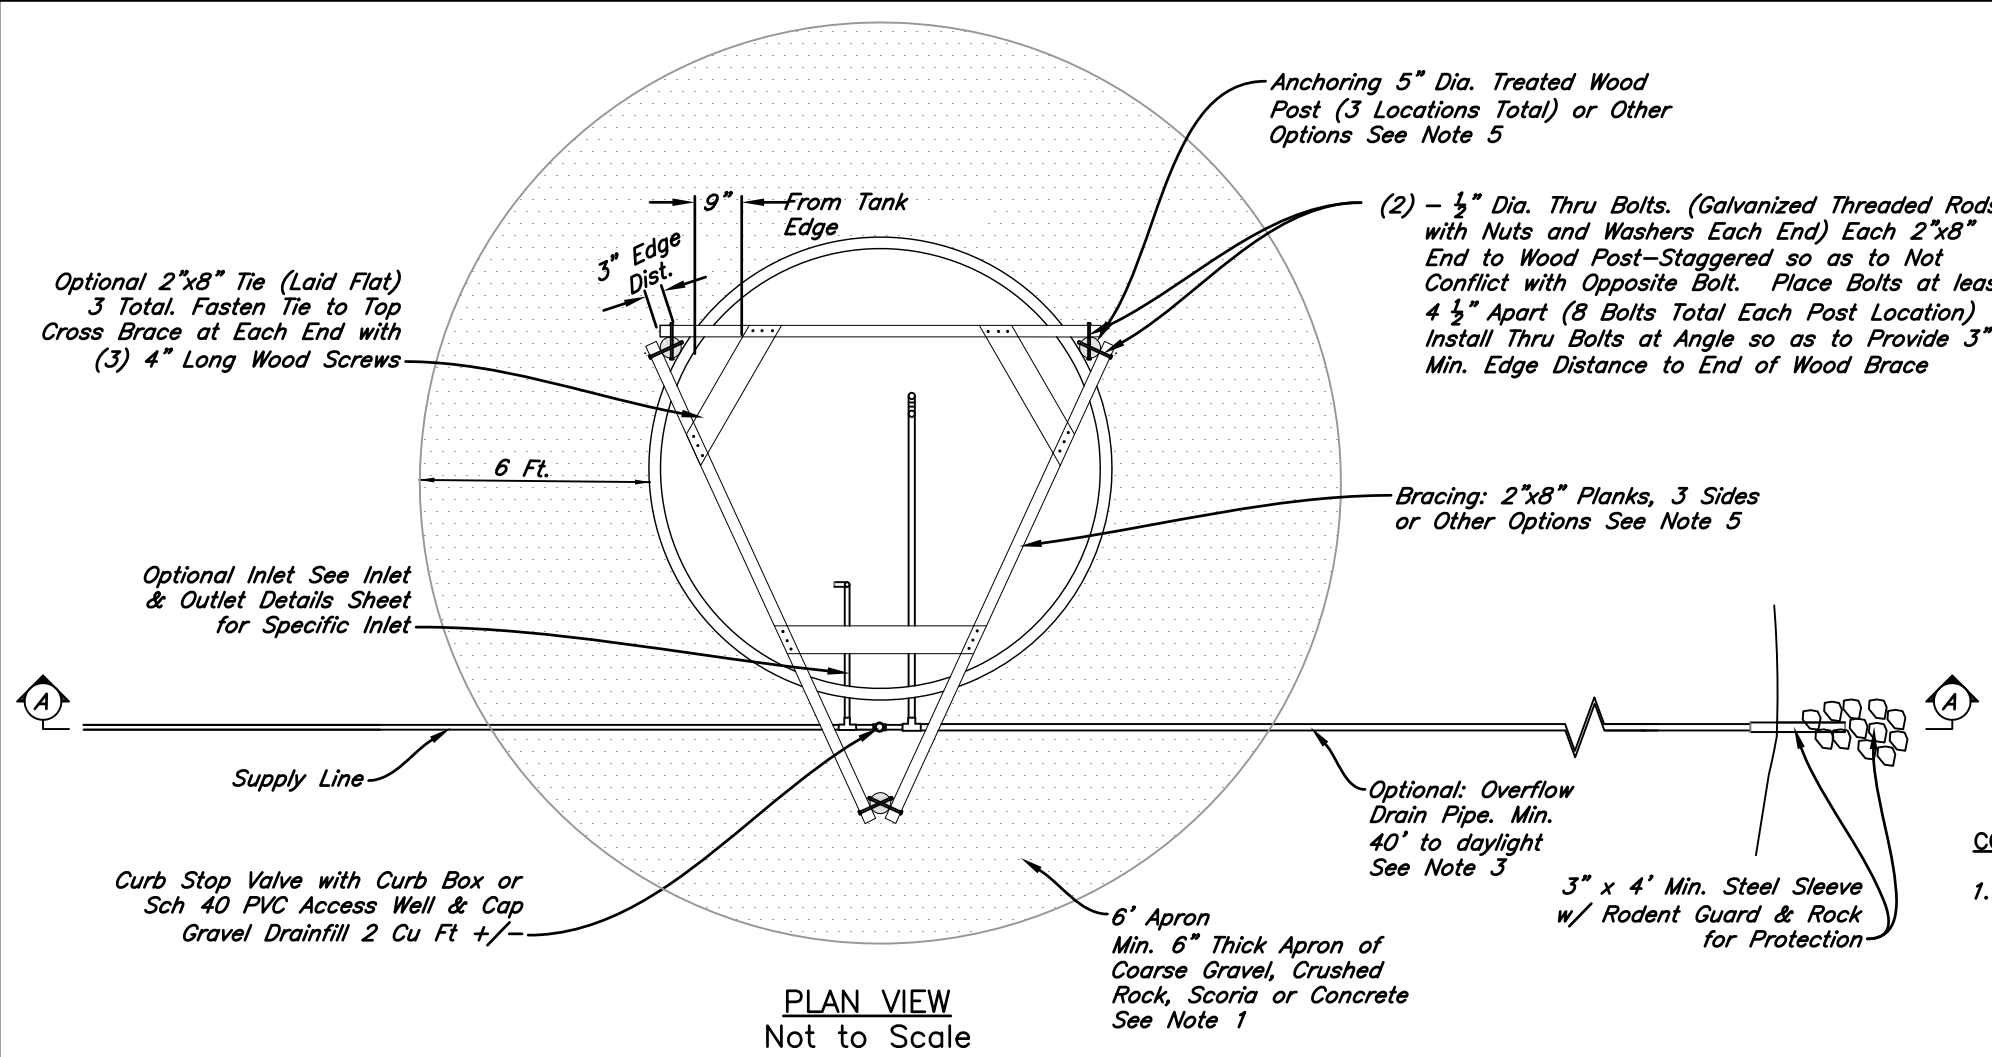 Anchoring 5" Dia. Treated Wood
Post (3 Locations Total) or Other
Options See Note 5
9"
From Tank
Edge
3" Edge
Dist.
(2) – ½" Dia. Thru Bolts. (Galvanized Threaded Rods
with Nuts and Washers Each End) Each 2"x8"
End to Wood Post–Staggered so as to Not
Conflict with Opposite Bolt. Place Bolts at leas
4 ½" Apart (8 Bolts Total Each Post Location)
Install Thru Bolts at Angle so as to Provide 3"
Min. Edge Distance to End of Wood Brace
Optional 2"x8" Tie (Laid Flat)
3 Total. Fasten Tie to Top
Cross Brace at Each End with
(3) 4" Long Wood Screws
6 Ft.
Bracing: 2"x8" Planks, 3 Sides
or Other Options See Note 5
Optional Inlet See Inlet
& Outlet Details Sheet
for Specific Inlet
A
A
Supply Line
Optional: Overflow
Drain Pipe. Min.
40' to daylight
See Note 3
Curb Stop Valve with Curb Box or
Sch 40 PVC Access Well & Cap
Gravel Drainfill 2 Cu Ft +/–
3" x 4' Min. Steel Sleeve
w/ Rodent Guard & Rock
for Protection
6' Apron
Min. 6" Thick Apron of
Coarse Gravel, Crushed
Rock, Scoria or Concrete
See Note 1
1.
PLAN VIEW
Not to Scale